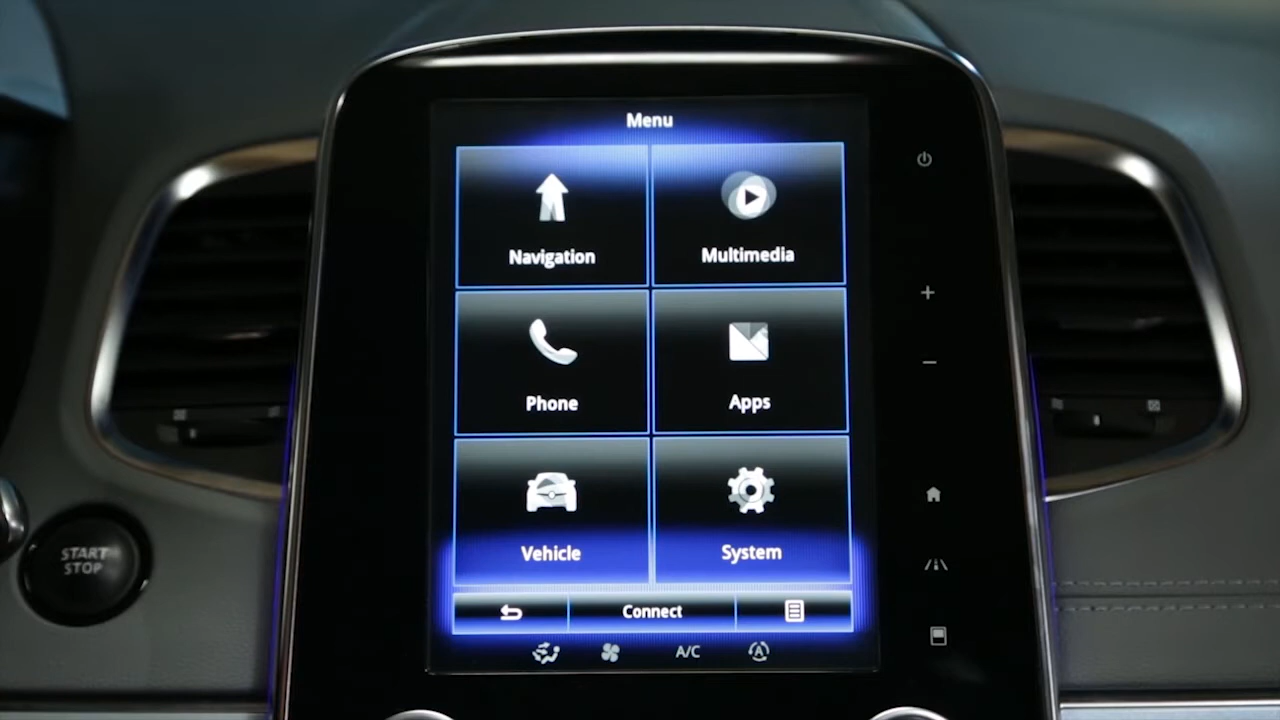 Menu
Navigation
Multimedia
Phone
Apps
START
STOP
Vehicle
System
Connect
A/C
A